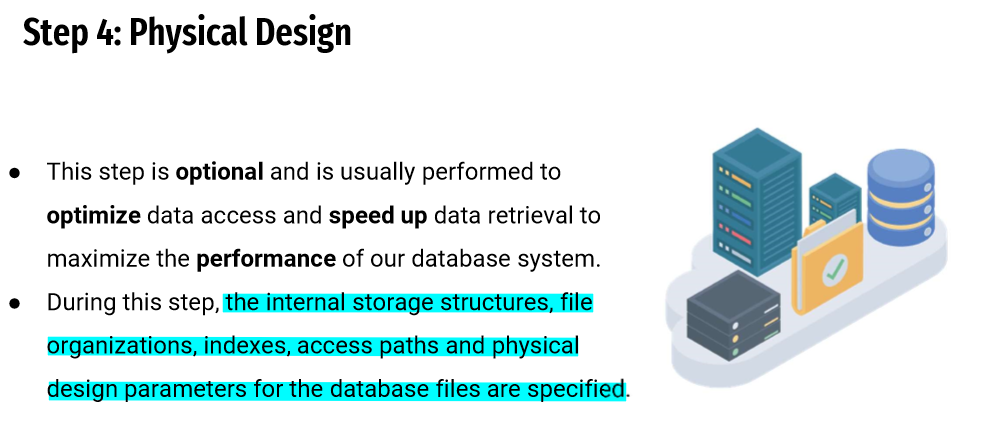 Step 4: Physical Design
● This step is optional and is usually performed to
optimize data access and speed up data retrieval to
maximize the performance of our database system.
● During this step, the internal storage structures, file
organizations, indexes, access paths and physical
design parameters for the database files are specified.